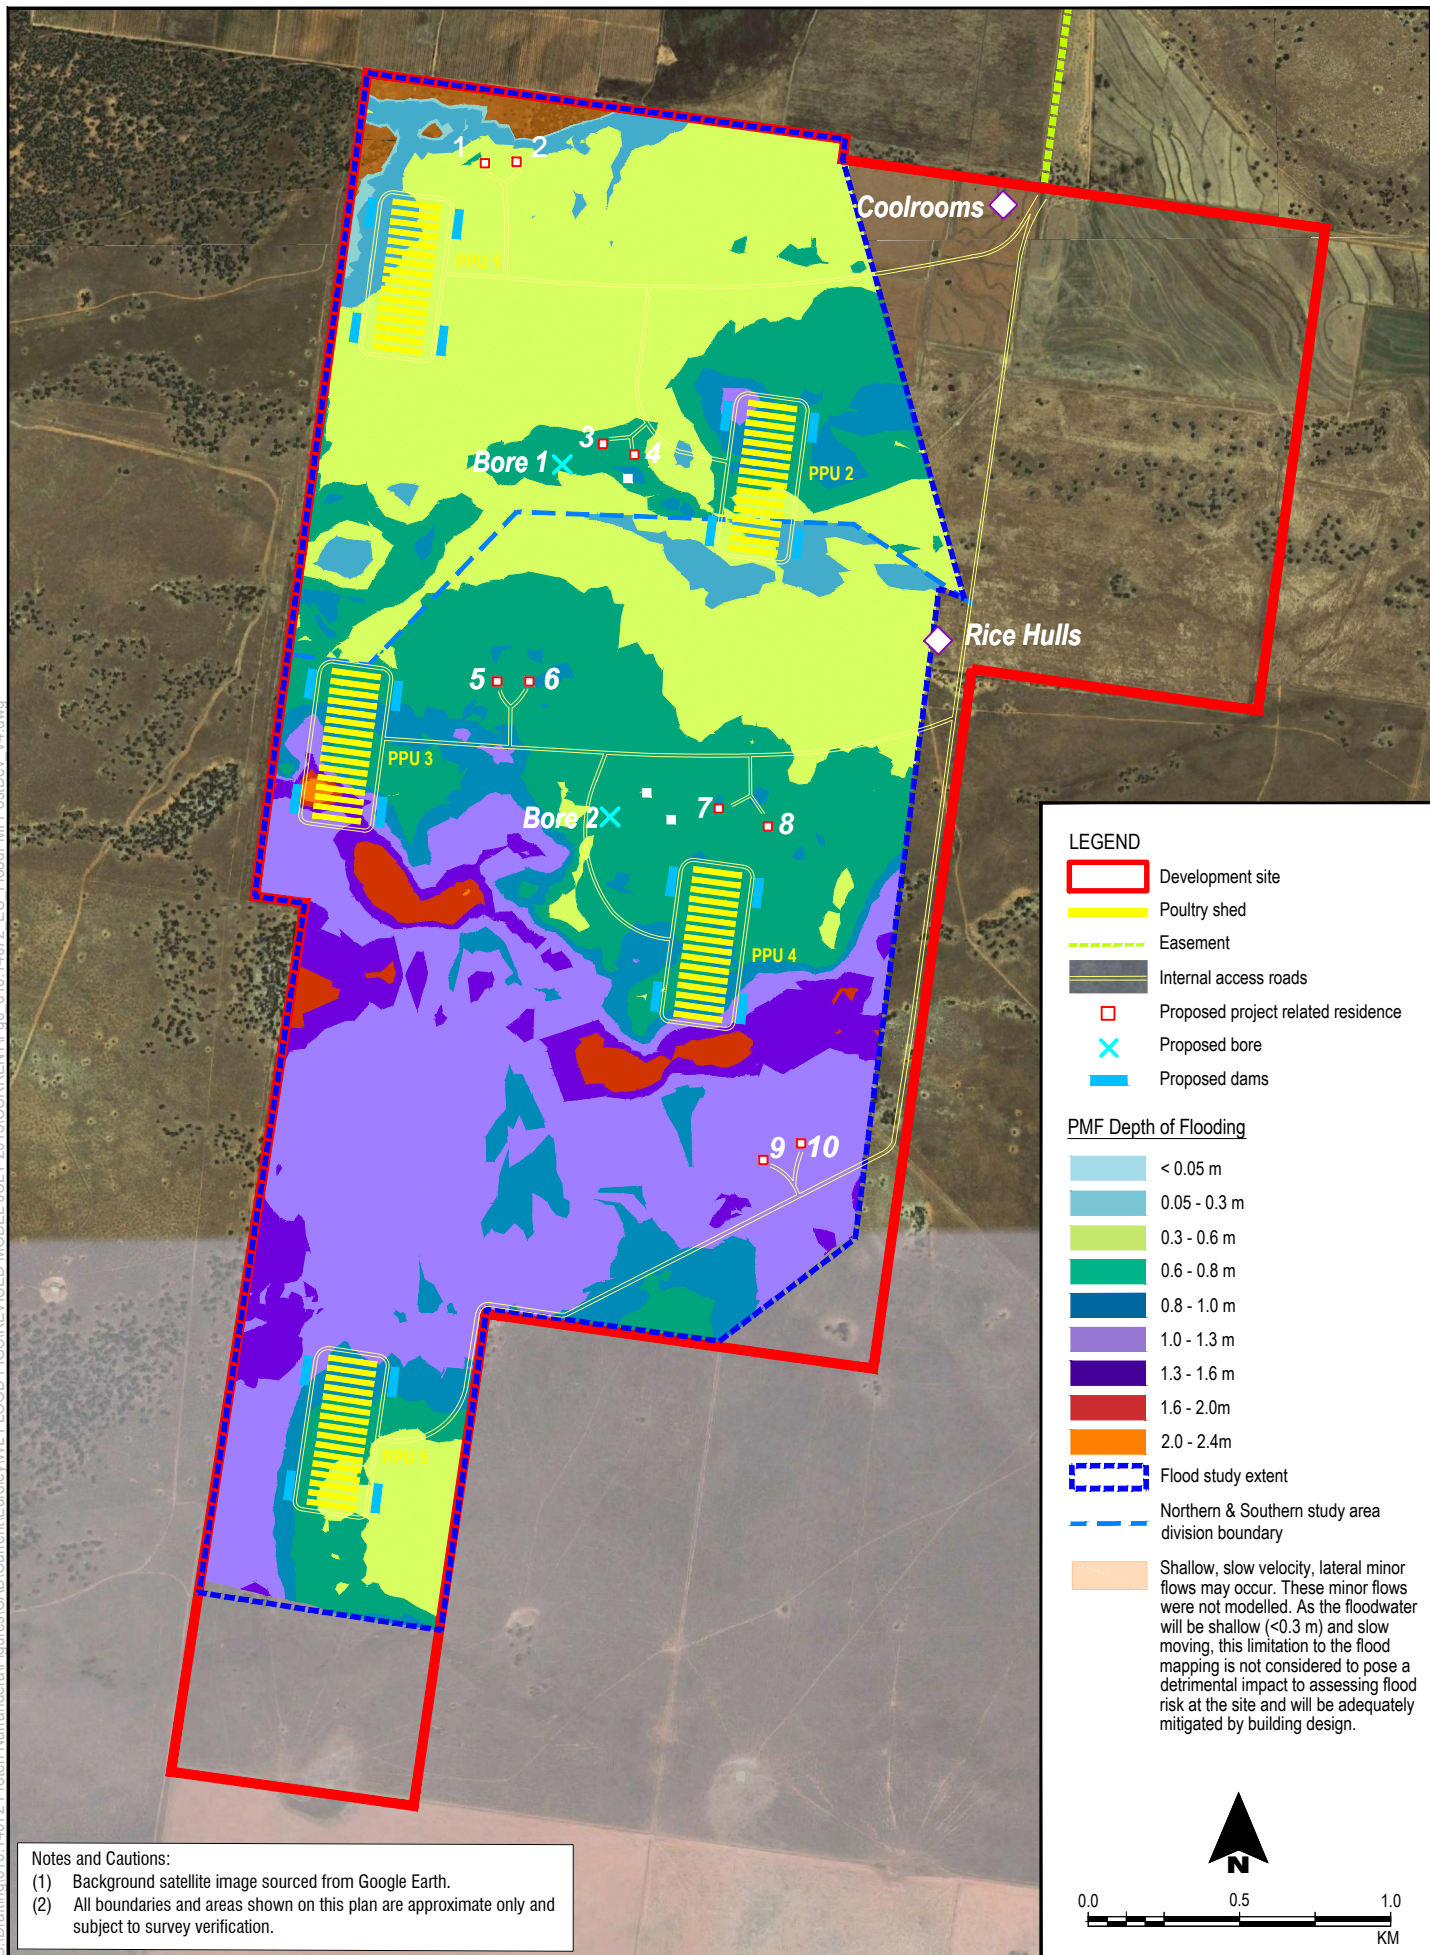 1
2
Coolrooms
PPU 1
3
4
Bore 1
PPU 2
Rice Hulls
5
6
PPU 3
Bore 2
7
8
PPU 4
9
10
PPU 5
LEGEND
Development site
Poultry shed
Easement
Internal access roads
Proposed project related residence
Proposed bore
Proposed dams
PMF Depth of Flooding
< 0.05 m
0.05 - 0.3 m
0.3 - 0.6 m
0.6 - 0.8 m
0.8 - 1.0 m
1.0 - 1.3 m
1.3 - 1.6 m
1.6 - 2.0m
2.0 - 2.4m
Flood study extent
Northern & Southern study area
division boundary
Shallow, slow velocity, lateral minor
flows may occur. These minor flows
were not modelled. As the floodwater
will be shallow (<0.3 m) and slow
moving, this limitation to the flood
mapping is not considered to pose a
detrimental impact to assessing flood
risk at the site and will be adequately
mitigated by building design.
N
0.0 0.5 1.0
KM
Notes and Cautions:
(1) Background satellite image sourced from Google Earth.
(2) All boundaries and areas shown on this plan are approximate only and
subject to survey verification.